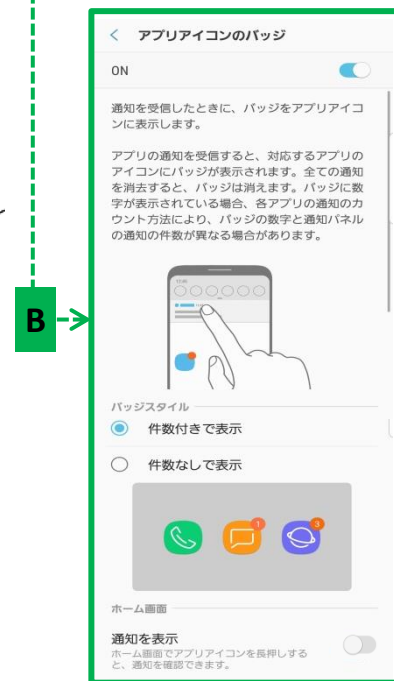 アプリアイコンのバッジ
ON
通知を受信したときに、バッジをアプリアイコ
ンに表示します。
アプリの通知を受信すると、対応するアプリの
アイコンにバッジが表示されます。全ての通知
を消去すると、バッジは消えます。バッジに数
字が表示されている場合、各アプリの通知のカ
ウント方法により、バッジの数字と通知パネル
の通知の件数が異なる場合があります。
B
バッジスタイル
件数付きで表示
件数なしで表示
1
3
ホーム画面
通知を表示
ホーム画面でアプリアイコンを長押しする
と、通知を確認できます。